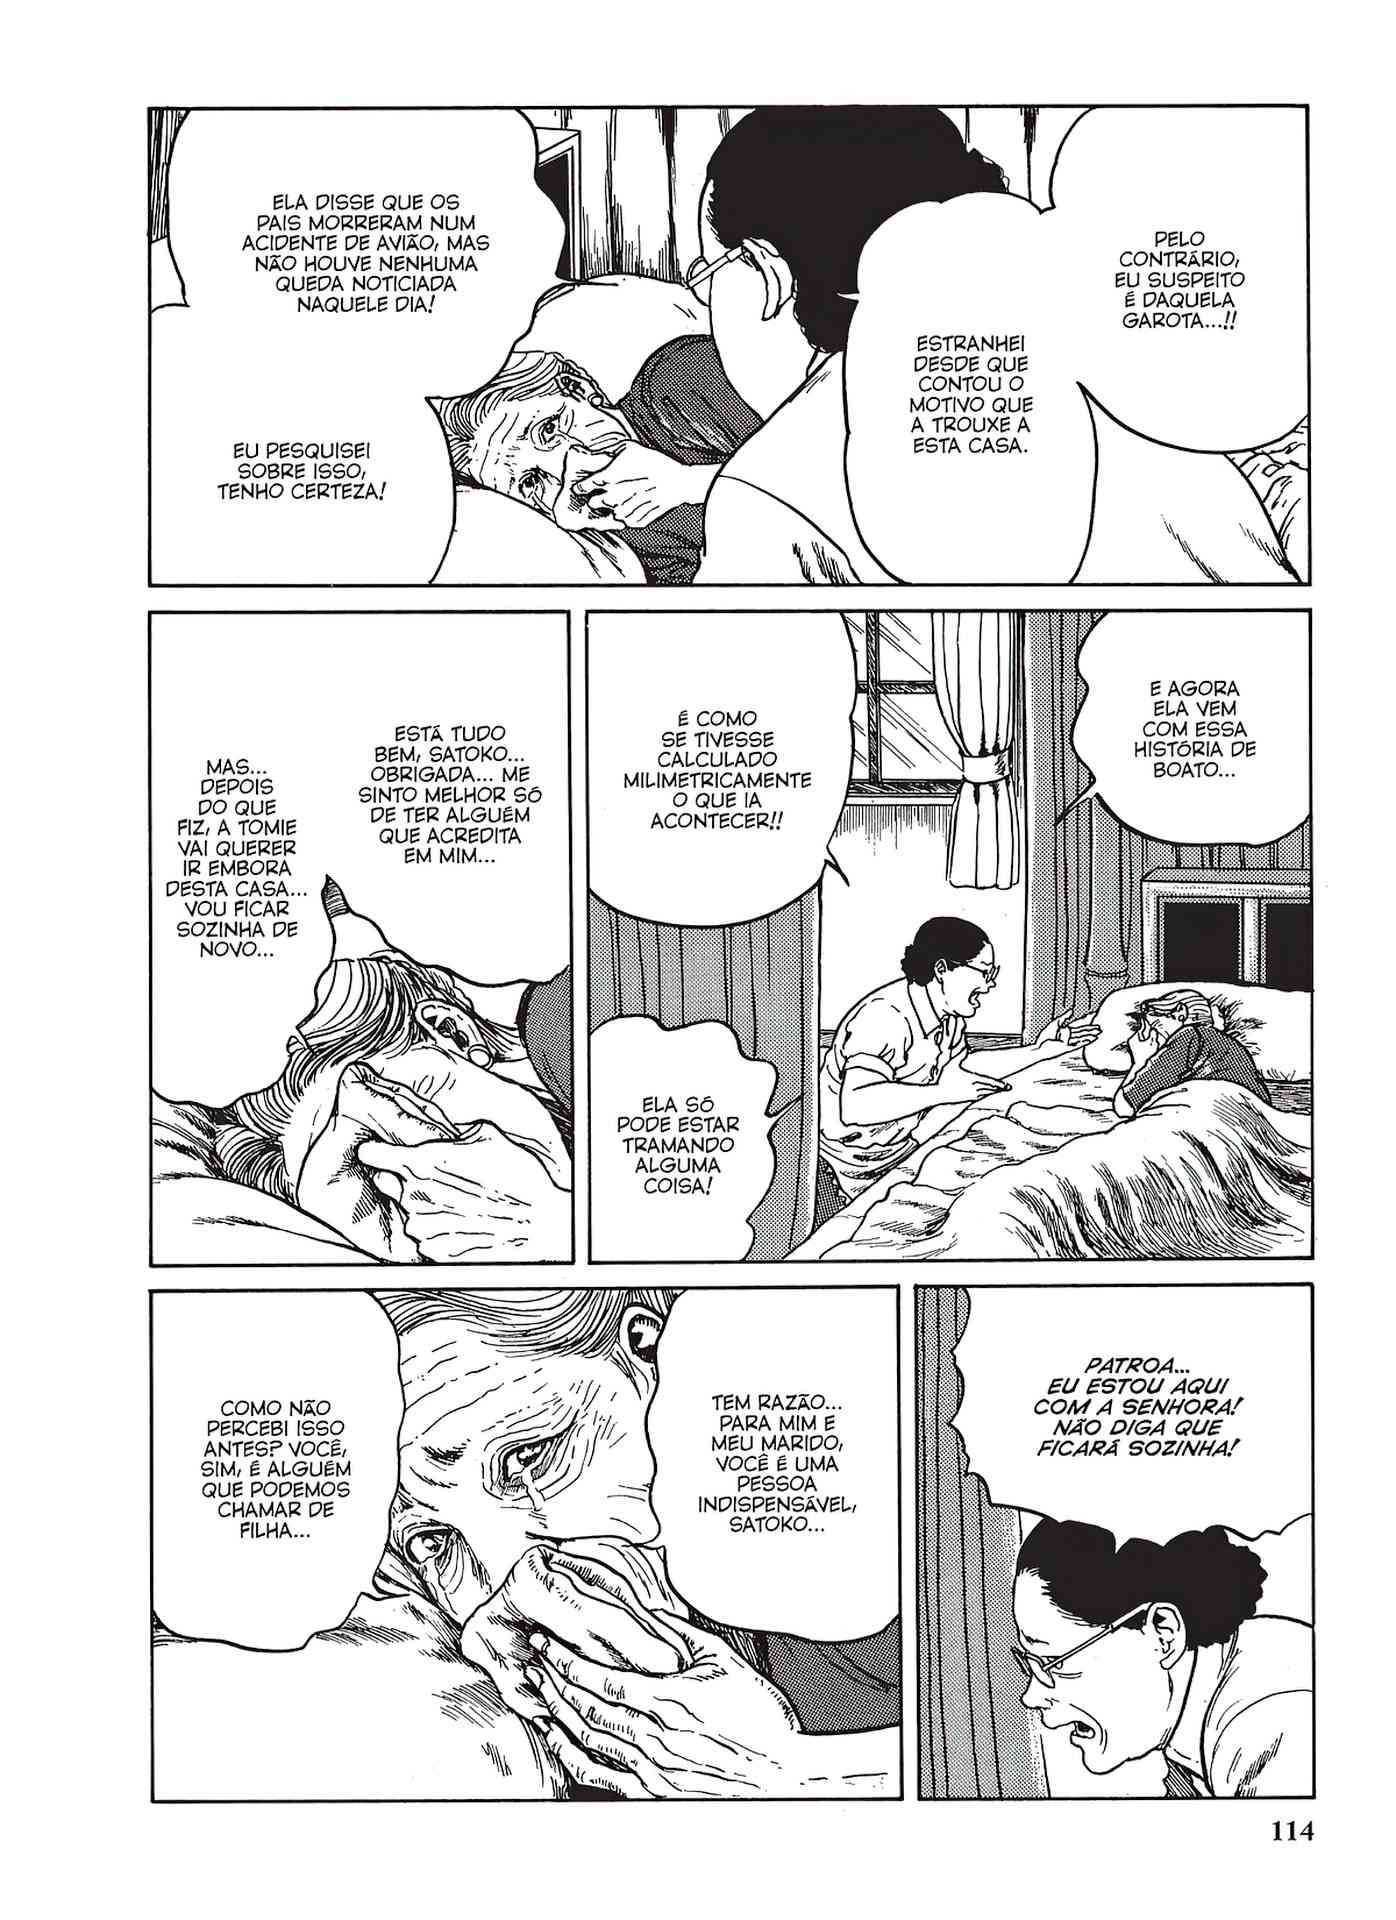 PELO
CONTRÁRIO,
EU SUSPEITO
É DAQUELA
GAROTA...!!
ESTRANHEI
DESDE QUE
CONTOU O
MOTIVO QUE
A TROUXE A
ESTA CASA.
ELA DISSE QUE OS
PAIS MORRERAM NUM
ACIDENTE DE AVIÃO, MAS
NÃO HOUVE NENHUMA
QUEDA NOTICIADA
NAQUELE DIA!
EU PESQUISEI
SOBRE ISSO,
TENHO CERTEZA!
E AGORA
ELA VEM
COM ESSA
HISTÓRIA DE
BOATO...
É COMO
SE TIVESSE
CALCULADO
MILIMETRICAMENTE
O QUE IA
ACONTECER!!
ELA SÓ
PODE ESTAR
TRAMANDO
ALGUMA
COISA!
ESTÁ TUDO
BEM, SATOKO...
OBRIGADA... ME
SINTO MELHOR SÓ
DE TER ALGUÉM
QUE ACREDITA
EM MIM...
MAS...
DEPOIS
DO QUE
FIZ, A TOMIE
VAI QUERER
IR EMBORA
DESTA CASA...
VOU FICAR
SOZINHA DE
NOVO...
PATROA...
EU ESTOU AQUI
COM A SENHORA!
NÃO DIGA QUE
FICARÁ SOZINHA!
TEM RAZÃO...
PARA MIM E
MEU MARIDO,
VOCÊ É UMA
PESSOA
INDISPENSÁVEL,
SATOKO...
COMO NÃO
PERCEBI ISSO
ANTES? VOCÊ,
SIM, É ALGUÉM
QUE PODEMOS
CHAMAR DE
FILHA...
114